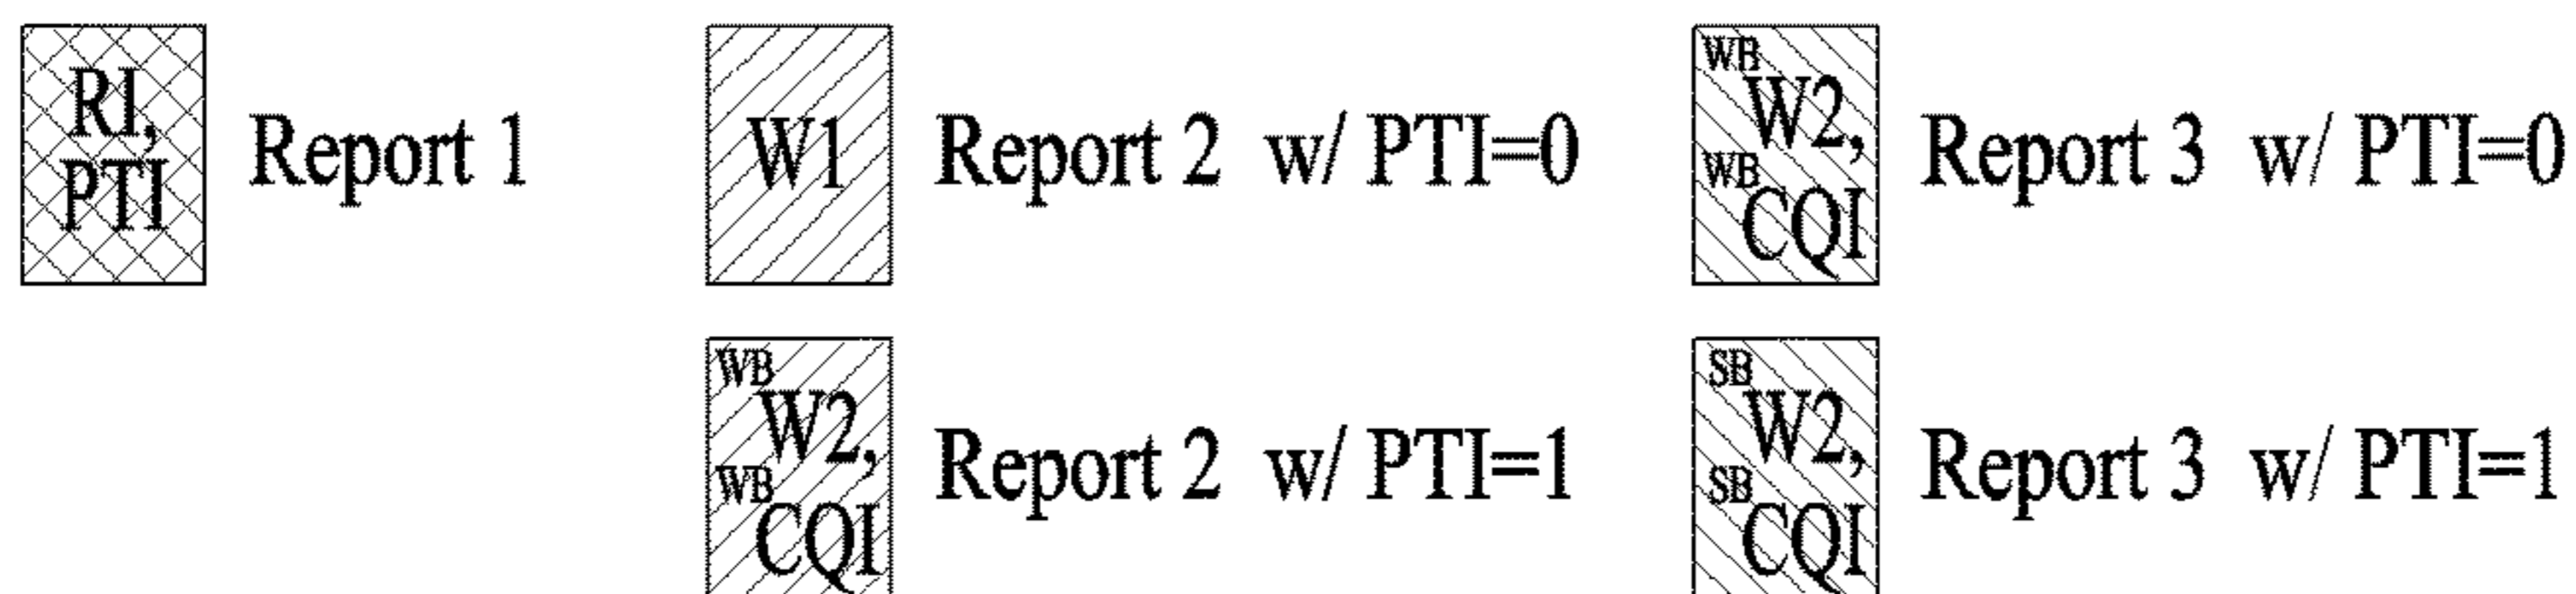 RI,
PTI
Report 1
W1
Report 2 w/ PTI=0
WB
W2,
WB
CQI
Report 3 w/ PTI=0
WB
W2,
WB
CQI
Report 2 w/ PTI=1
SB
W2,
SB
CQI
Report 3 w/ PTI=1